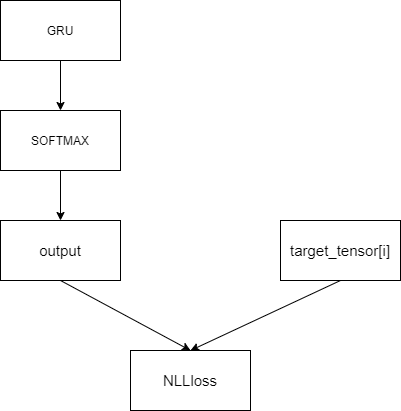 GRU
SOFTMAX
output
target_tensor[i]
NLLloss